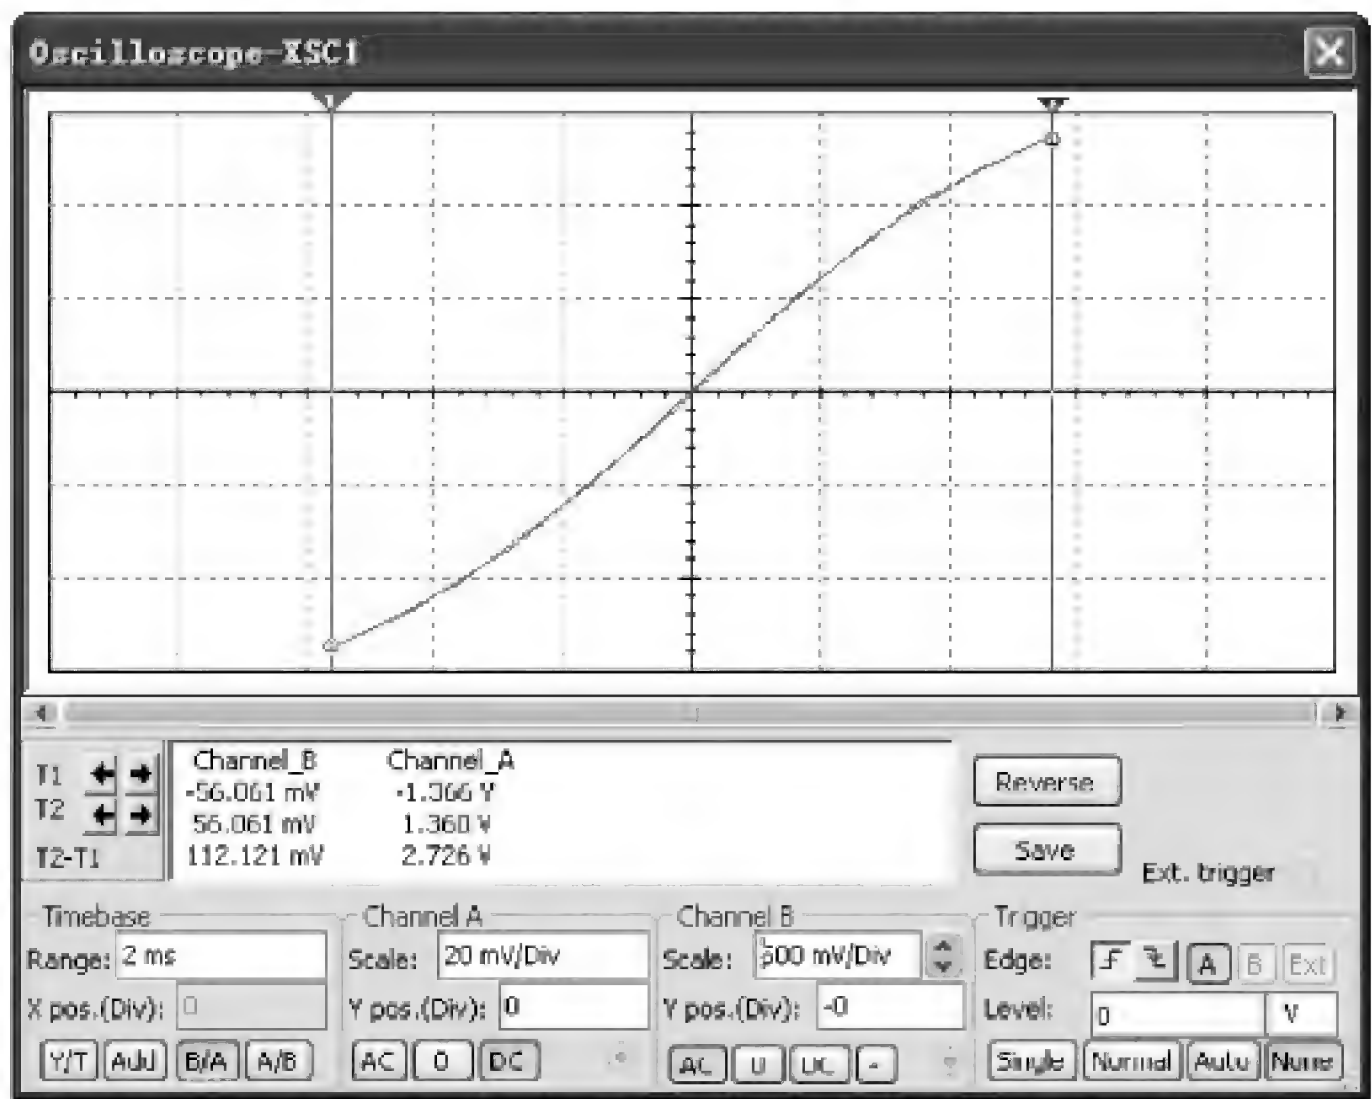 Oscilloscope-XSC1
1
T1
T2
T2-T1
Channel_B Channel_A
-56.061 mV -1.366 V
56.061 mV 1.360 V
112.121 mV 2.726 V
Reverse
Save
Ext. trigger
Timebase
Range: 2 ms
X pos.(Div): 0
Y/T Add B/A A/B
Channel A
Scale: 20 mV/Div
Y pos.(Div): 0
AC 0 DC
Channel B
Scale: 500 mV/Div
Y pos.(Div): -0
AC 0 DC -
Trigger
Edge: A B Ext
Level: 0 V
Single Normal Auto None